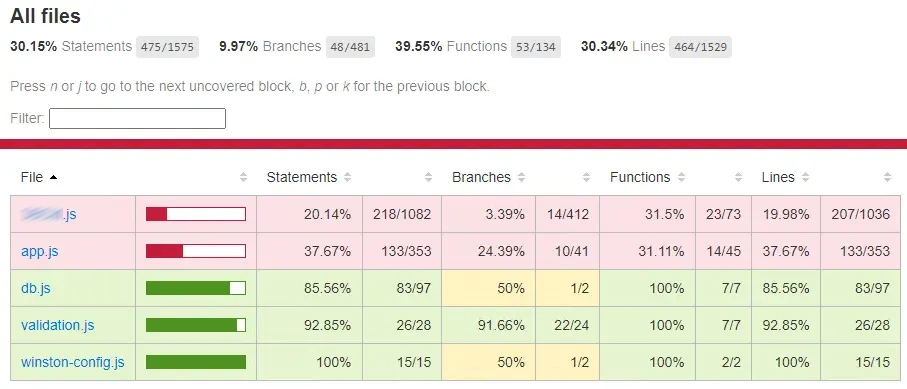 All files
30.15% Statements 475/1575 9.97% Branches 48/481 39.55% Functions 53/134 30.34% Lines 464/1529
Press n or j to go to the next uncovered block, b, p or k for the previous block.
Filter:
File Statements Branches Functions Lines
.js 20.14% 218/1082 3.39% 14/412 31.5% 23/73 19.98% 207/1036
app.js 37.67% 133/353 24.39% 10/41 31.11% 14/45 37.67% 133/353
db.js 85.56% 83/97 50% 1/2 100% 7/7 85.56% 83/97
validation.js 92.85% 26/28 91.66% 22/24 100% 7/7 92.85% 26/28
winston-config.js 100% 15/15 50% 1/2 100% 2/2 100% 15/15